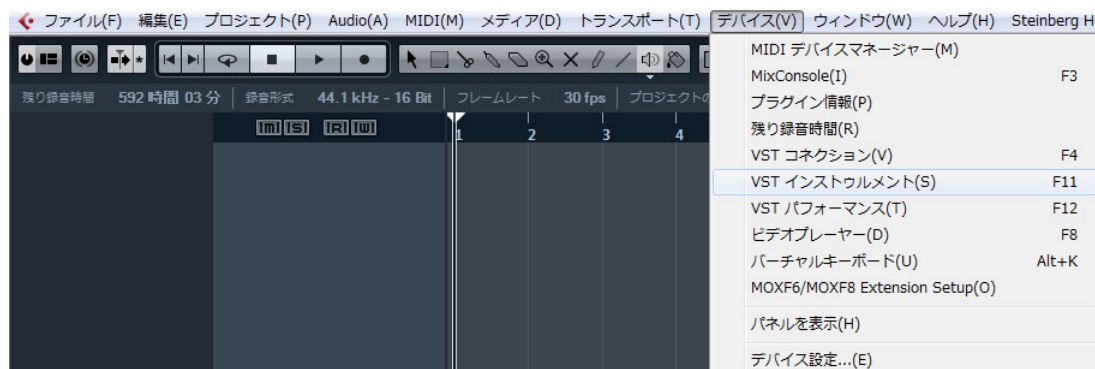 ファイル(F) 編集(E) プロジェクト(P) Audio(A) MIDI(M) メディア(D) トランスポート(T) デバイス(V) ウィンドウ(W) ヘルプ(H) Steinberg H
残り録音時間 592 時間 03 分 録音形式 44.1 kHz - 16 Bit フレームレート 30 fps プロジェクトの
M S R W
1 2 3 4
MIDI デバイスマネージャー(M)
MixConsole(I) F3
プラグイン情報(P)
残り録音時間(R)
VST コネクション(V) F4
VST インストゥルメント(S) F11
VST パフォーマンス(T) F12
ビデオプレーヤー(D) F8
バーチャルキーボード(U) Alt+K
MOXF6/MOXF8 Extension Setup(O)
パネルを表示(H)
デバイス設定...(E)